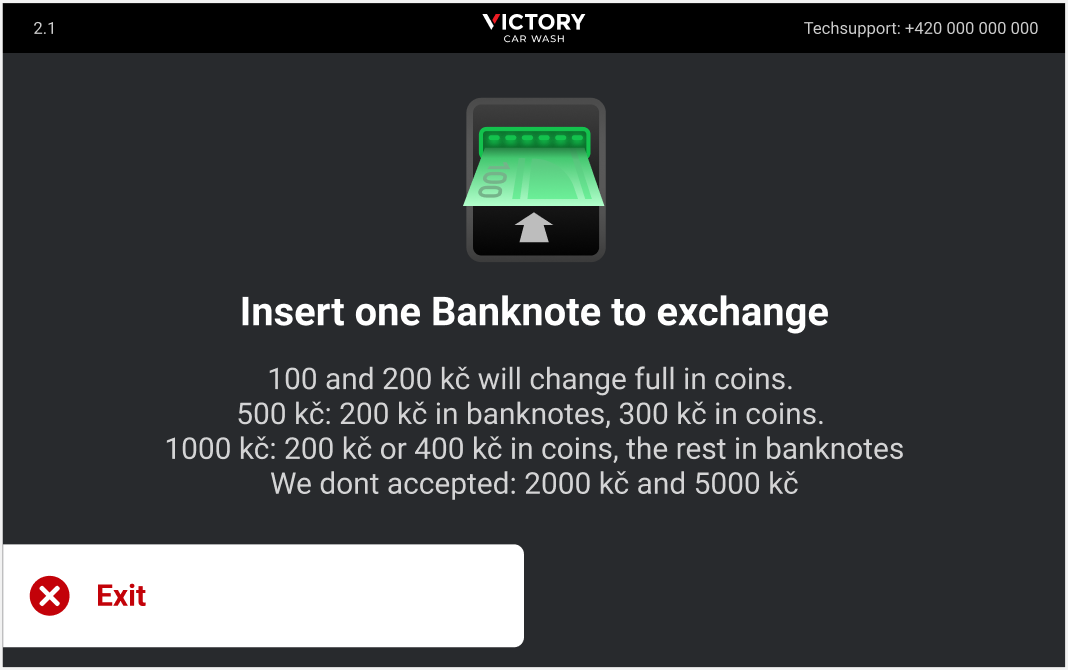 2.1
VICTORY
CAR WASH
Techsupport: +420 000 000 000
100
Insert one Banknote to exchange
100 and 200 kč will change full in coins.
500 kč: 200 kč in banknotes, 300 kč in coins.
1000 kč: 200 kč or 400 kč in coins, the rest in banknotes
We dont accepted: 2000 kč and 5000 kč
Exit